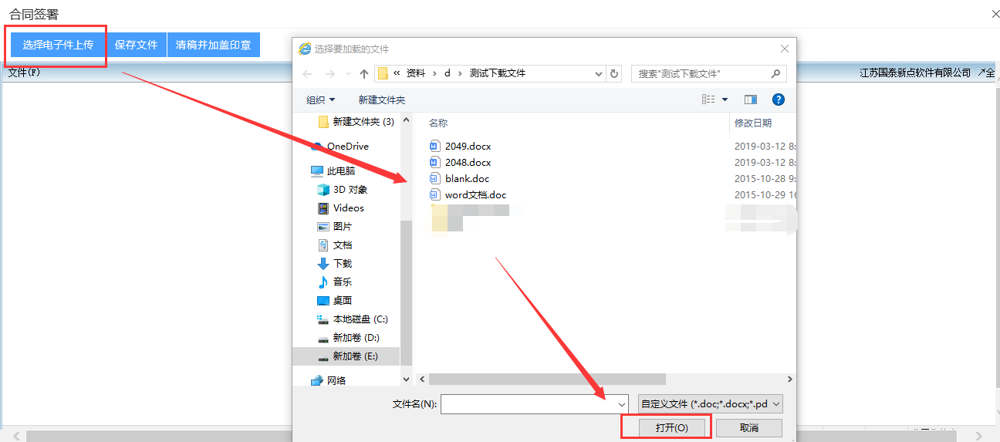 合同签署
选择电子件上传 保存文件 清稿并加盖印章
文件(F) 江苏国泰新点软件有限公司 全
选择要加载的文件
« 资料 › d › 测试下载文件 搜索"测试下载文件"
组织 新建文件夹
新建文件夹 (3)
OneDrive
此电脑
3D 对象
Videos
图片
文档
下载
音乐
桌面
本地磁盘 (C:)
新加卷 (D:)
新加卷 (E:)
网络
名称 修改日期
2049.docx 2019-03-12 8:
2048.docx 2019-03-12 8:
blank.doc 2015-10-28 9:
word文档.doc 2015-10-29 16
文件名(N): 自定义文件 (*.doc;*.docx;*.pd
打开(O) 取消